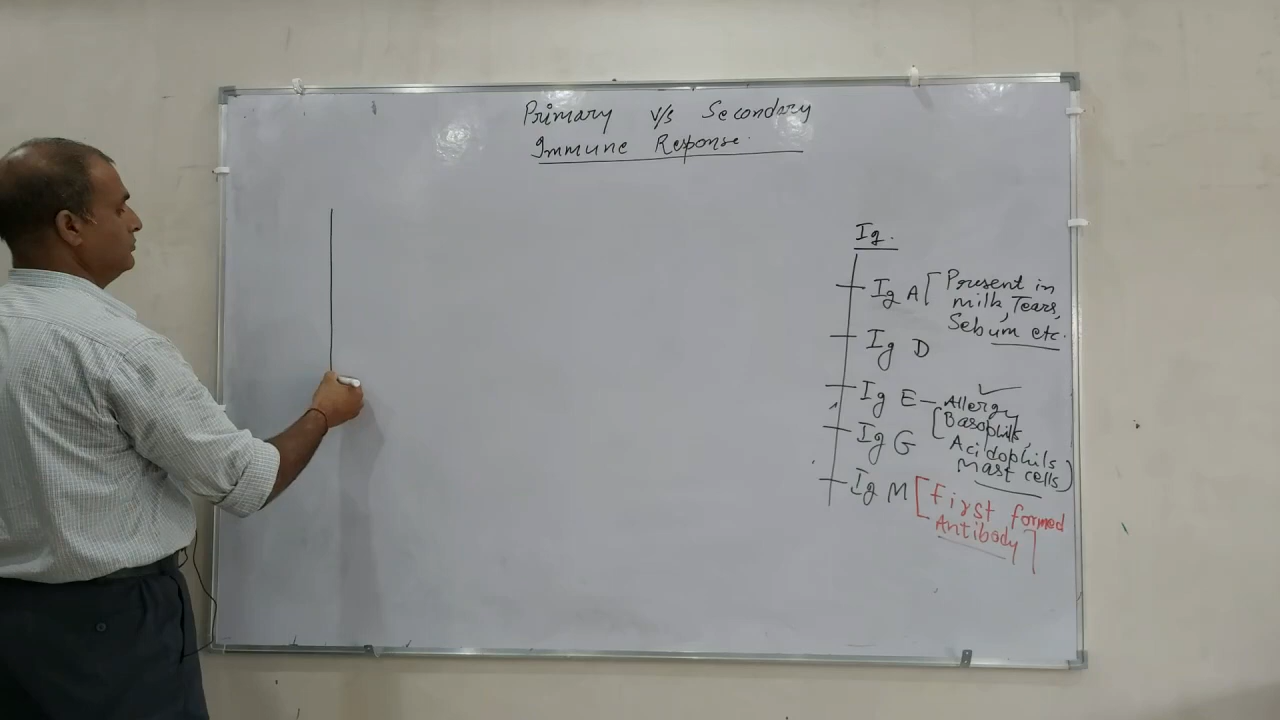 Primary v/s Secondary
Immune Response.
Ig.
Ig A [Present in
milk, Tears,
Sebum etc.
Ig D
Ig E — Allergy
[Basophils,
Ig G
Acidophils
Mast cells)
Ig M [First formed
Antibody]